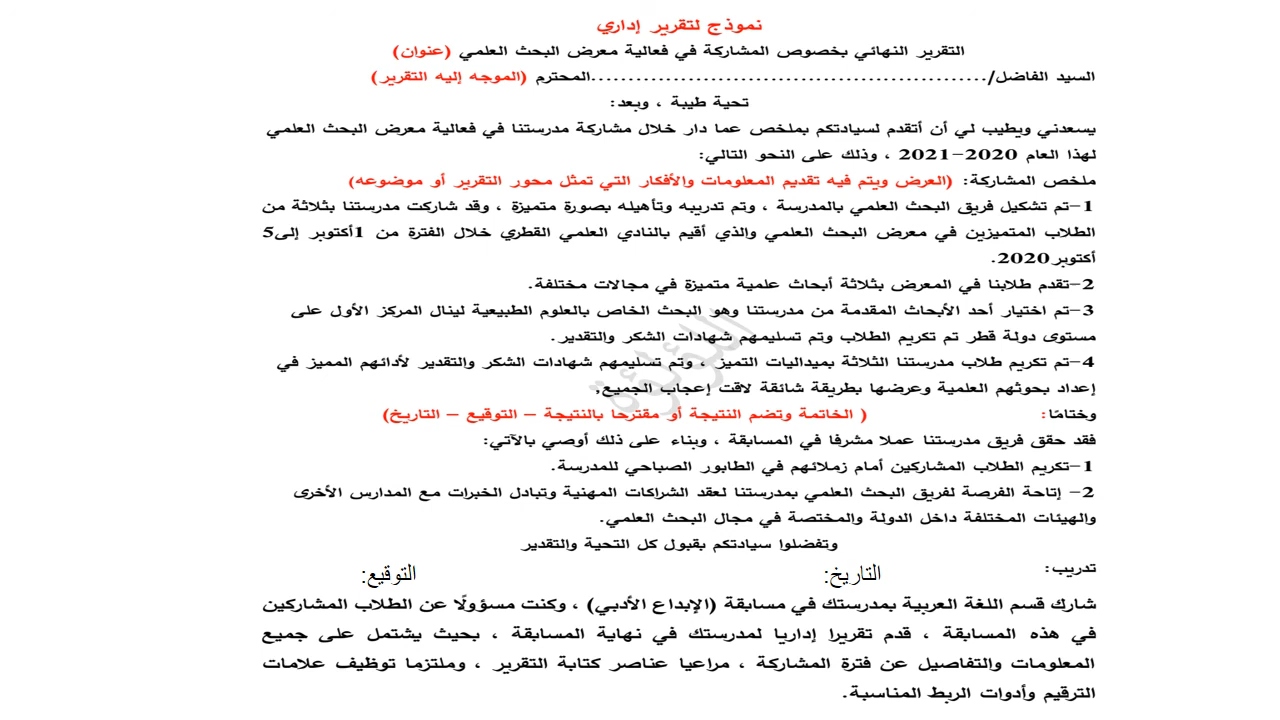 نموذج لتقرير إداري
التقرير النهائي بخصوص المشاركة في فعالية معرض البحث العلمي (عنوان)
السيد الفاضل/.....................................................المحترم (الموجه إليه التقرير)
تحية طيبة ، وبعد:
يسعدني ويطيب لي أن أتقدم لسيادتكم بملخص عما دار خلال مشاركة مدرستنا في فعالية معرض البحث العلمي
لهذا العام 2020-2021 ، وذلك على النحو التالي:
ملخص المشاركة: (العرض ويتم فيه تقديم المعلومات والأفكار التي تمثل محور التقرير أو موضوعه)
1-تم تشكيل فريق البحث العلمي بالمدرسة ، وتم تدريبه وتأهيله بصورة متميزة ، وقد شاركت مدرستنا بثلاثة من
الطلاب المتميزين في معرض البحث العلمي والذي أقيم بالنادي العلمي القطري خلال الفترة من 1أكتوبر إلى5
أكتوبر2020.
2-تقدم طلابنا في المعرض بثلاثة أبحاث علمية متميزة في مجالات مختلفة.
3-تم اختيار أحد الأبحاث المقدمة من مدرستنا وهو البحث الخاص بالعلوم الطبيعية لينال المركز الأول على
مستوى دولة قطر تم تكريم الطلاب وتم تسليمهم شهادات الشكر والتقدير.
4-تم تكريم طلاب مدرستنا الثلاثة بميداليات التميز ، وتم تسليمهم شهادات الشكر والتقدير لأدائهم المميز في
إعداد بحوثهم العلمية وعرضها بطريقة شائقة لاقت إعجاب الجميع,
وختامًا: ( الخاتمة وتضم النتيجة أو مقترحا بالنتيجة – التوقيع – التاريخ)
فقد حقق فريق مدرستنا عملا مشرفا في المسابقة ، وبناء على ذلك أوصي بالآتي:
1-تكريم الطلاب المشاركين أمام زملائهم في الطابور الصباحي للمدرسة.
2- إتاحة الفرصة لفريق البحث العلمي بمدرستنا لعقد الشراكات المهنية وتبادل الخبرات مع المدارس الأخرى
والهيئات المختلفة داخل الدولة والمختصة في مجال البحث العلمي.
وتفضلوا سيادتكم بقبول كل التحية والتقدير
تدريب:
التاريخ: التوقيع:
شارك قسم اللغة العربية بمدرستك في مسابقة (الإبداع الأدبي) ، وكنت مسؤولًا عن الطلاب المشاركين
في هذه المسابقة ، قدم تقريرا إداريا لمدرستك في نهاية المسابقة ، بحيث يشتمل على جميع
المعلومات والتفاصيل عن فترة المشاركة ، مراعيا عناصر كتابة التقرير ، وملتزما توظيف علامات
الترقيم وأدوات الربط المناسبة.